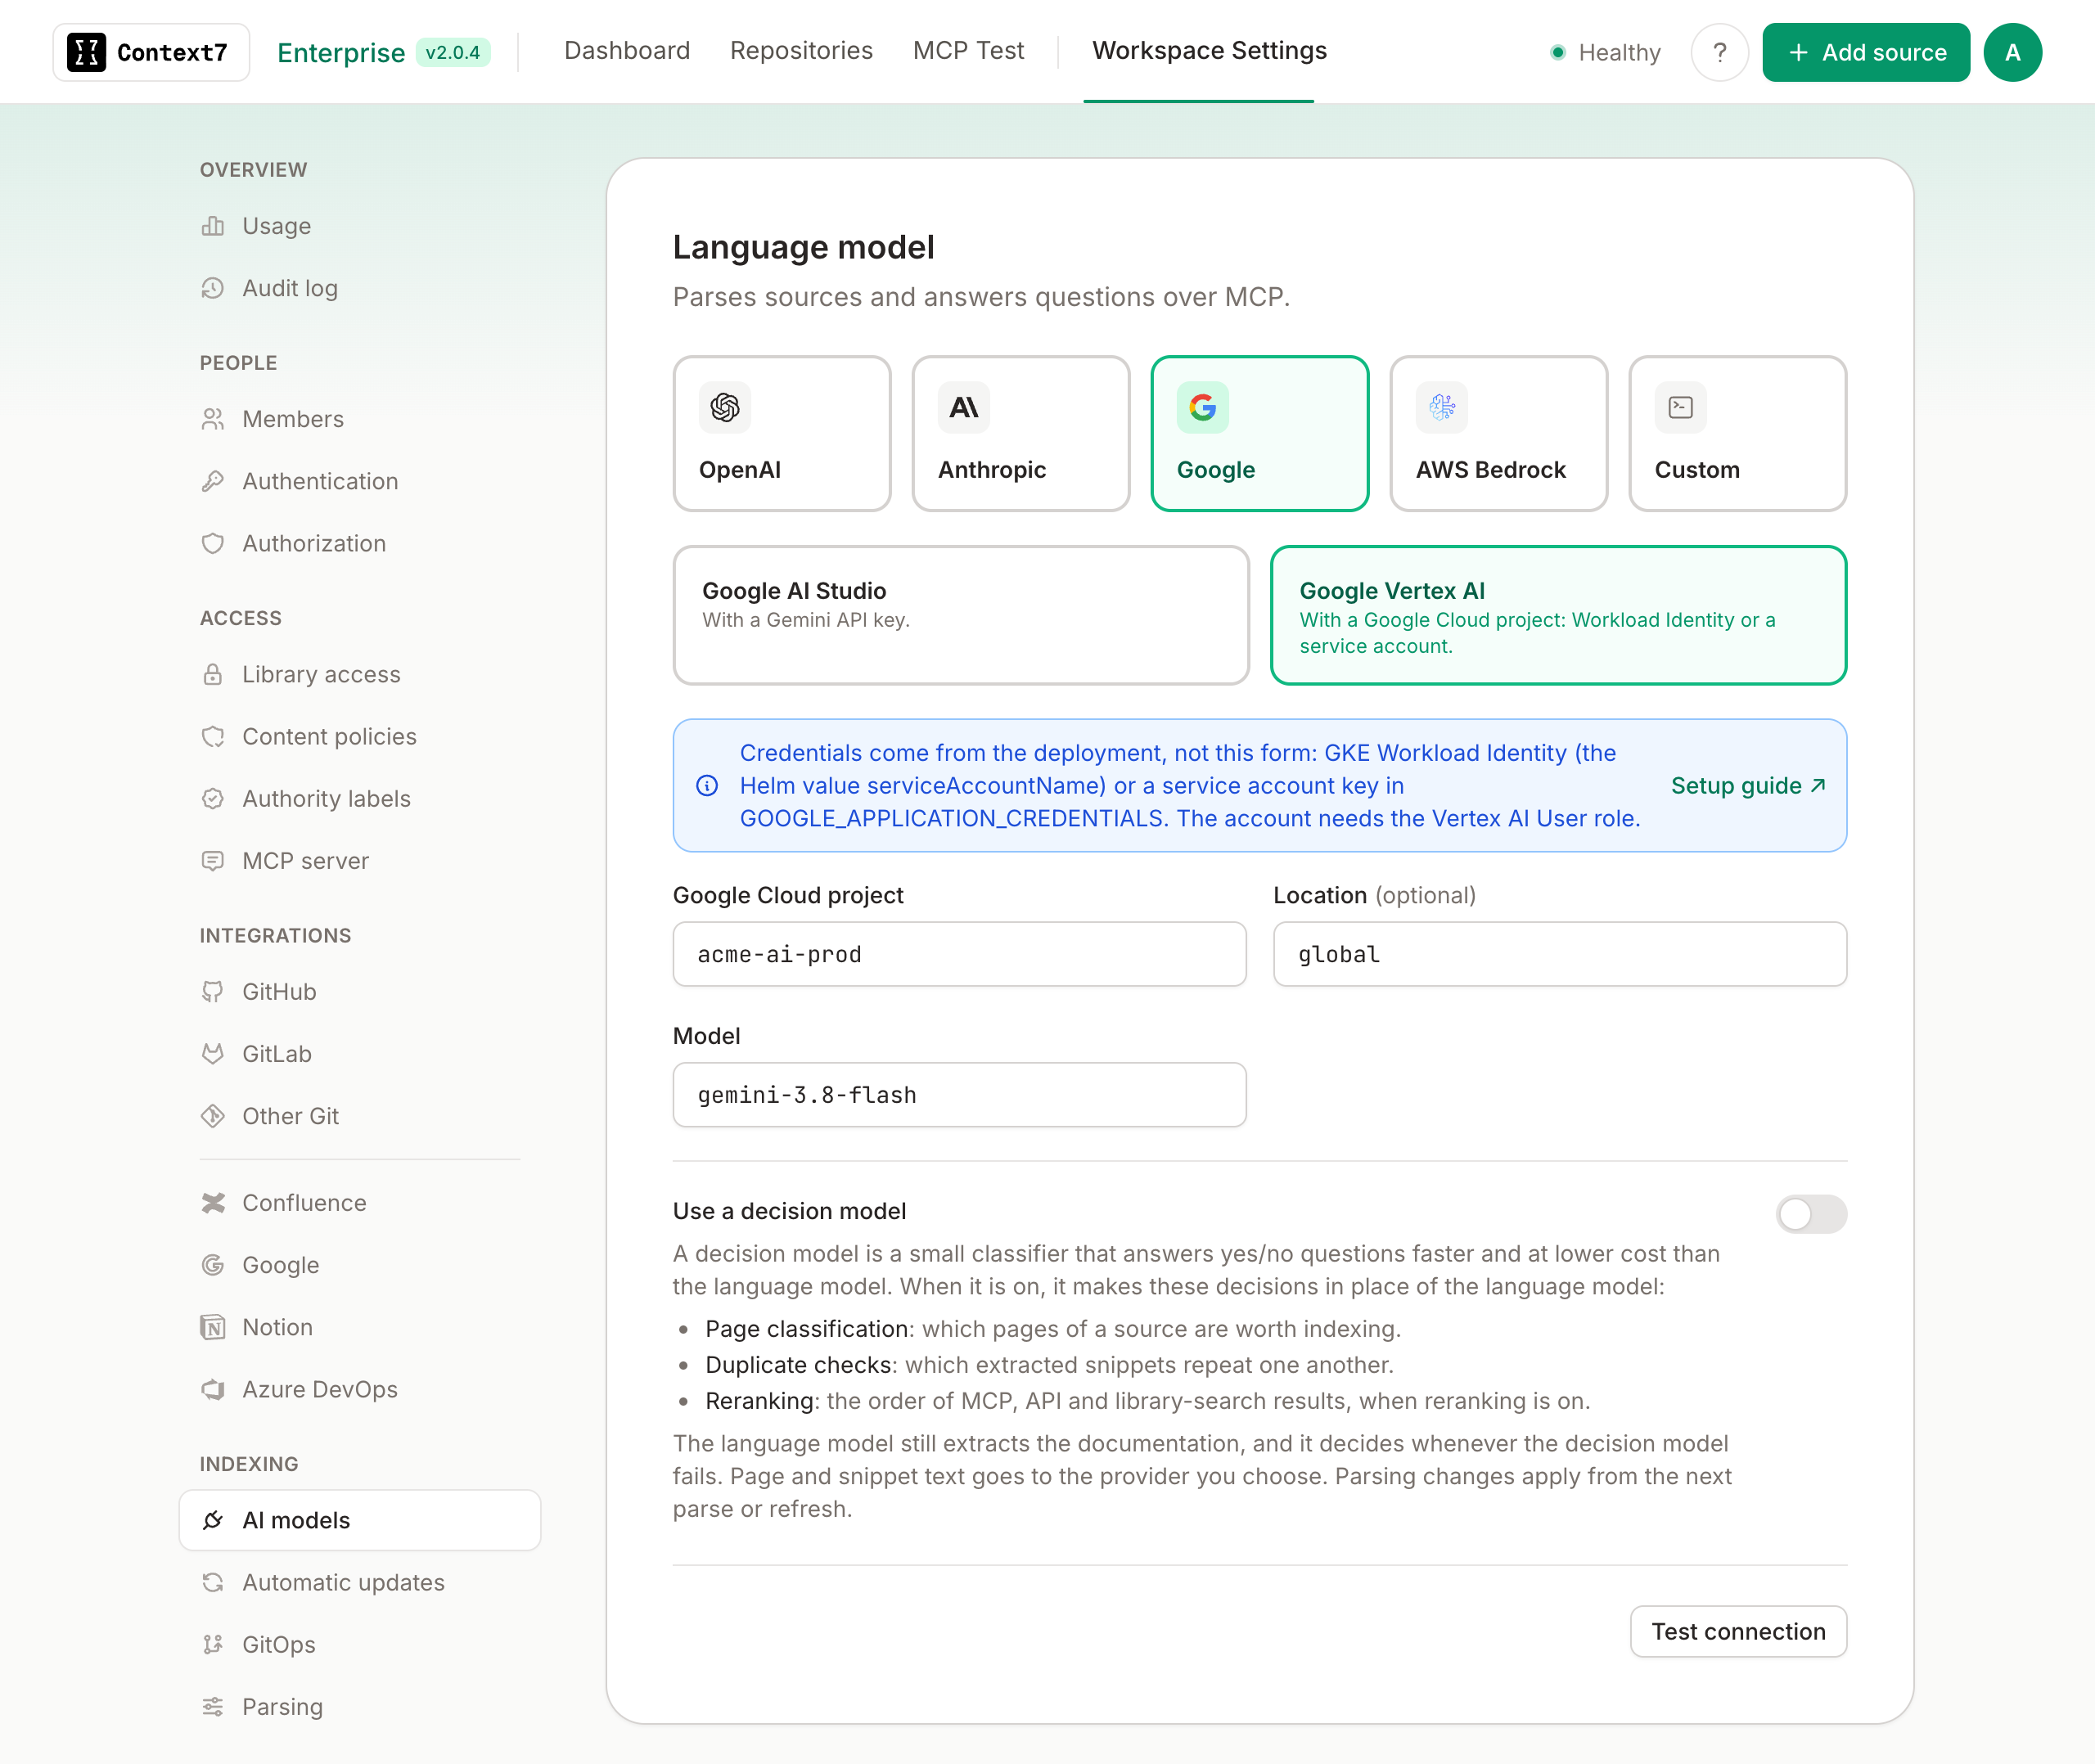 Context7
Enterprise v2.0.4
Dashboard
Repositories
MCP Test
Workspace Settings
Healthy
?
+ Add source
A
OVERVIEW
Usage
Audit log
PEOPLE
Members
Authentication
Authorization
ACCESS
Library access
Content policies
Authority labels
MCP server
INTEGRATIONS
GitHub
GitLab
Other Git
Confluence
Google
Notion
Azure DevOps
INDEXING
AI models
Automatic updates
GitOps
Parsing
Language model
Parses sources and answers questions over MCP.
OpenAI
Anthropic
Google
AWS Bedrock
Custom
Google AI Studio
With a Gemini API key.
Google Vertex AI
With a Google Cloud project: Workload Identity or a
service account.
Credentials come from the deployment, not this form: GKE Workload Identity (the
Helm value serviceAccountName) or a service account key in
GOOGLE_APPLICATION_CREDENTIALS. The account needs the Vertex AI User role.
Setup guide ↗
Google Cloud project
acme-ai-prod
Location (optional)
global
Model
gemini-3.8-flash
Use a decision model
A decision model is a small classifier that answers yes/no questions faster and at lower cost than
the language model. When it is on, it makes these decisions in place of the language model:
• Page classification: which pages of a source are worth indexing.
• Duplicate checks: which extracted snippets repeat one another.
• Reranking: the order of MCP, API and library-search results, when reranking is on.
The language model still extracts the documentation, and it decides whenever the decision model
fails. Page and snippet text goes to the provider you choose. Parsing changes apply from the next
parse or refresh.
Test connection